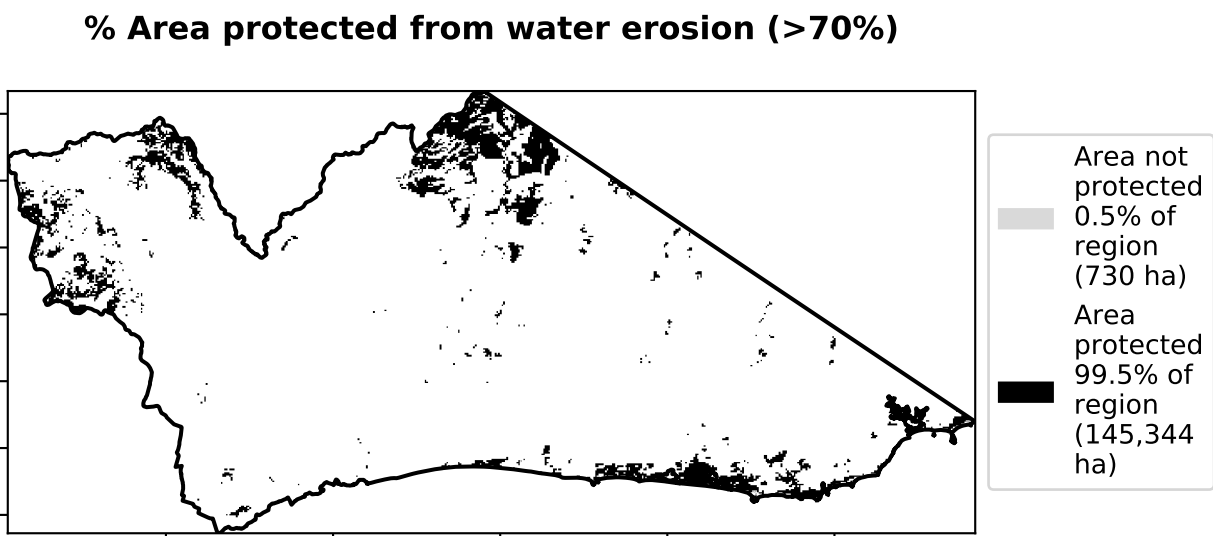 % Area protected from water erosion (>70%)
Area not
protected
0.5% of
region
(730 ha)
Area
protected
99.5% of
region
(145,344
ha)